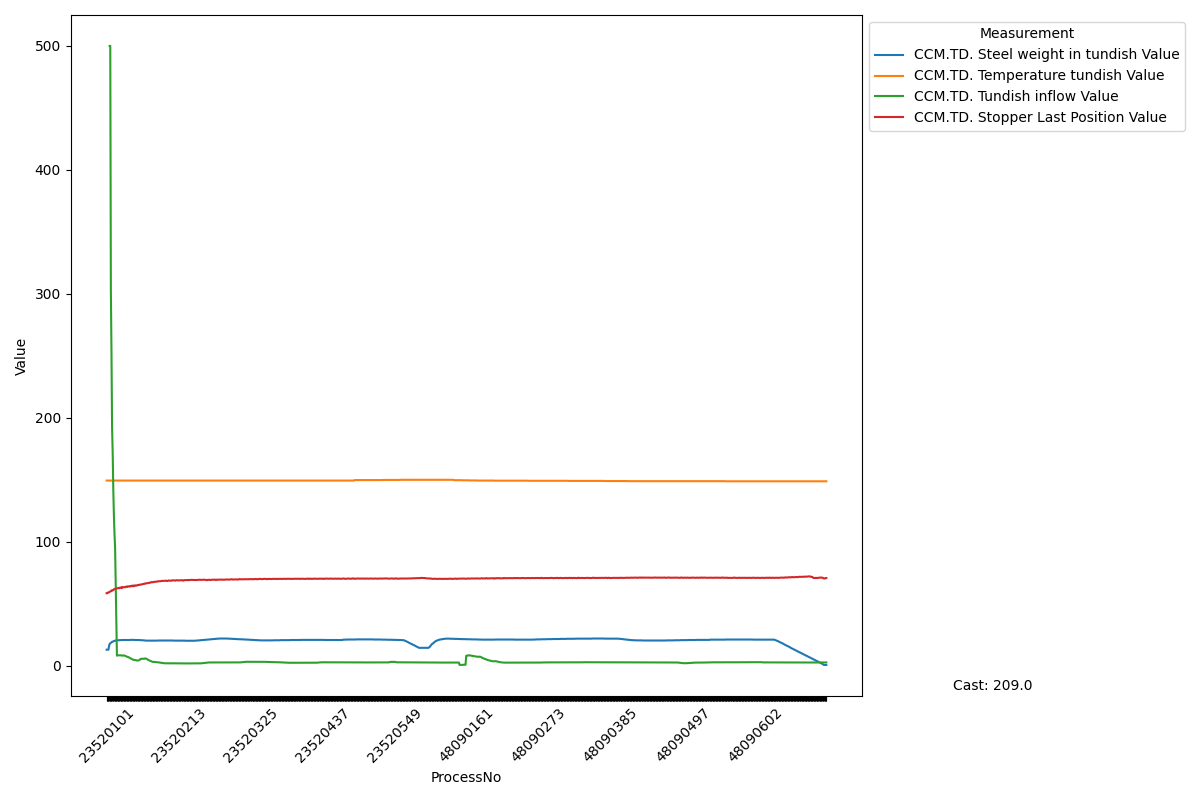 Measurement
CCM.TD. Steel weight in tundish Value
CCM.TD. Temperature tundish Value
CCM.TD. Tundish inflow Value
CCM.TD. Stopper Last Position Value
500
400
300
200
100
0
Value
23520101
23520213
23520325
23520437
23520549
48090161
48090273
48090385
48090497
48090602
ProcessNo
Cast: 209.0